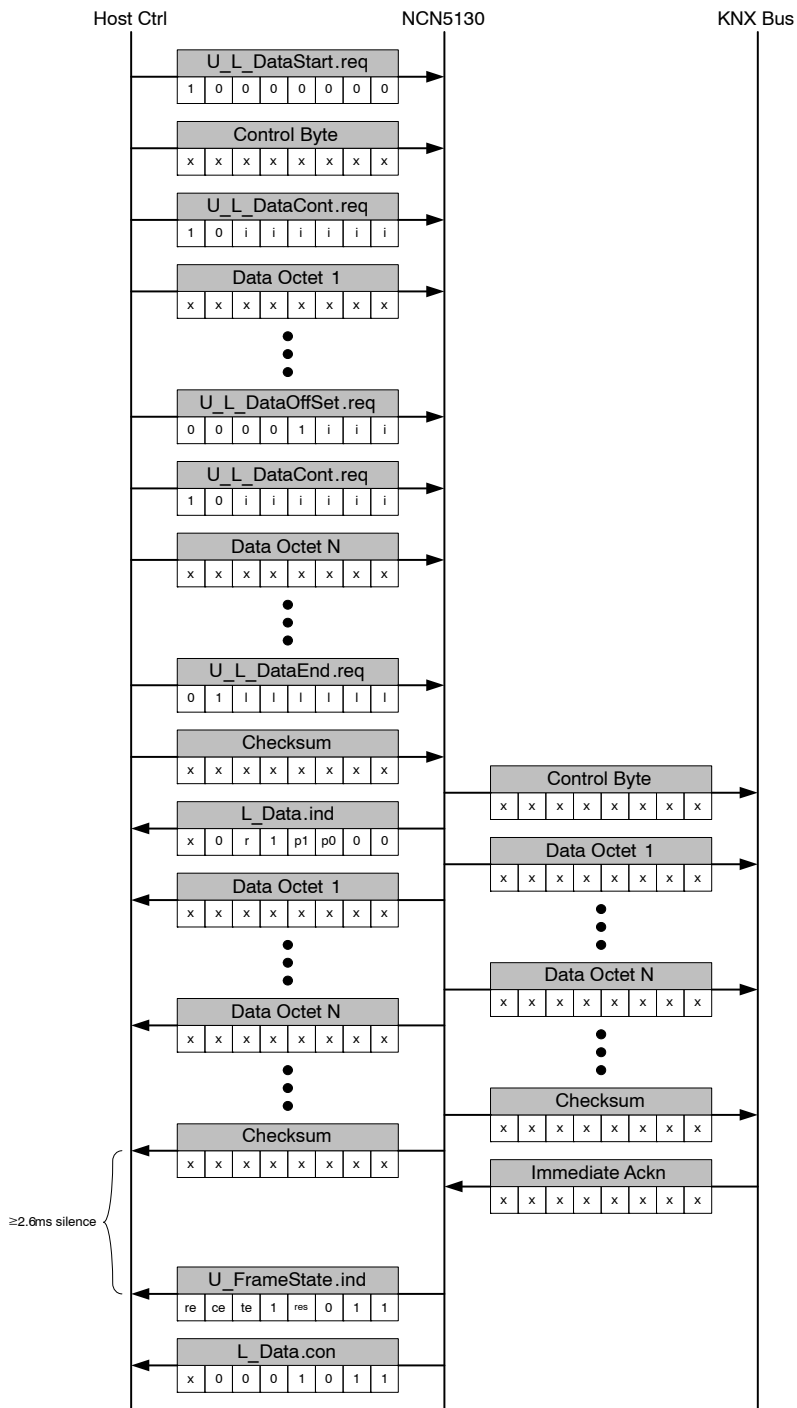 Host Ctrl NCN5130 KNX Bus
U_L_DataStart.req
1 0 0 0 0 0 0 0
Control Byte
x x x x x x x x
U_L_DataCont.req
1 0 i i i i i i
Data Octet 1
x x x x x x x x
U_L_DataOffSet.req
0 0 0 0 1 i i i
U_L_DataCont.req
1 0 i i i i i i
Data Octet N
x x x x x x x x
U_L_DataEnd.req
0 1 l l l l l l
Checksum
x x x x x x x x
Control Byte
x x x x x x x x
L_Data.ind
x 0 r 1 p1 p0 0 0
Data Octet 1
x x x x x x x x
Data Octet 1
x x x x x x x x
Data Octet N
x x x x x x x x
Data Octet N
x x x x x x x x
Checksum
x x x x x x x x
Checksum
x x x x x x x x
Immediate Ackn
x x x x x x x x
≥2.6ms silence
U_FrameState.ind
re ce te 1 res 0 1 1
L_Data.con
x 0 0 0 1 0 1 1